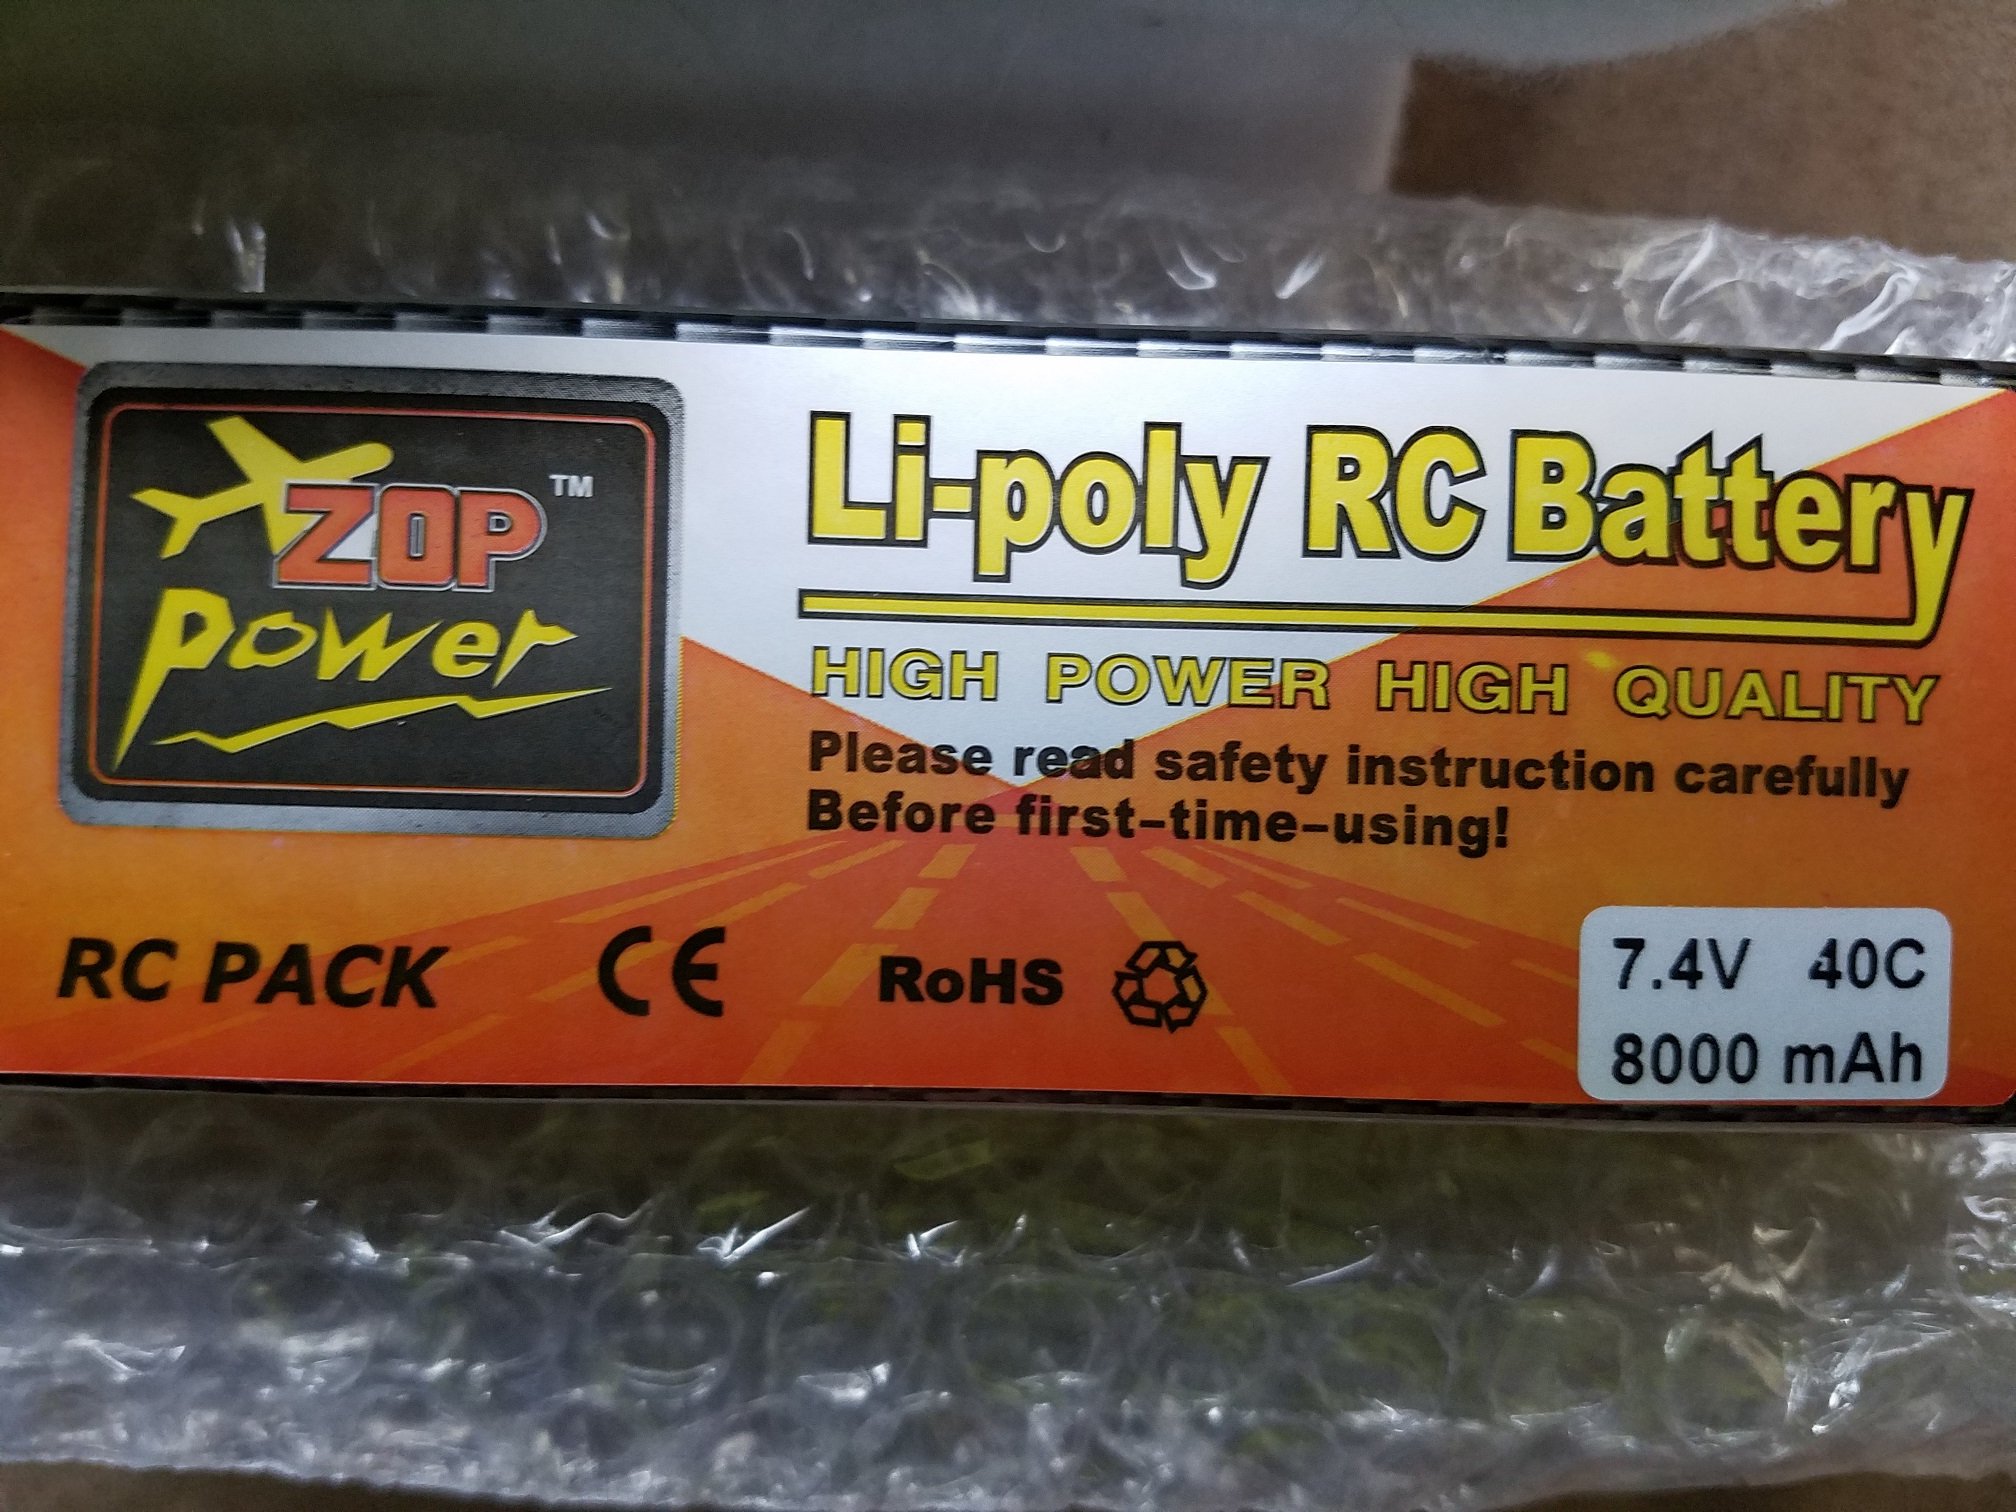 ZOP™
power
Li-poly RC Battery
HIGH POWER HIGH QUALITY
Please read safety instruction carefully
Before first-time-using!
RC PACK CE RoHS
7.4V 40C
8000 mAh